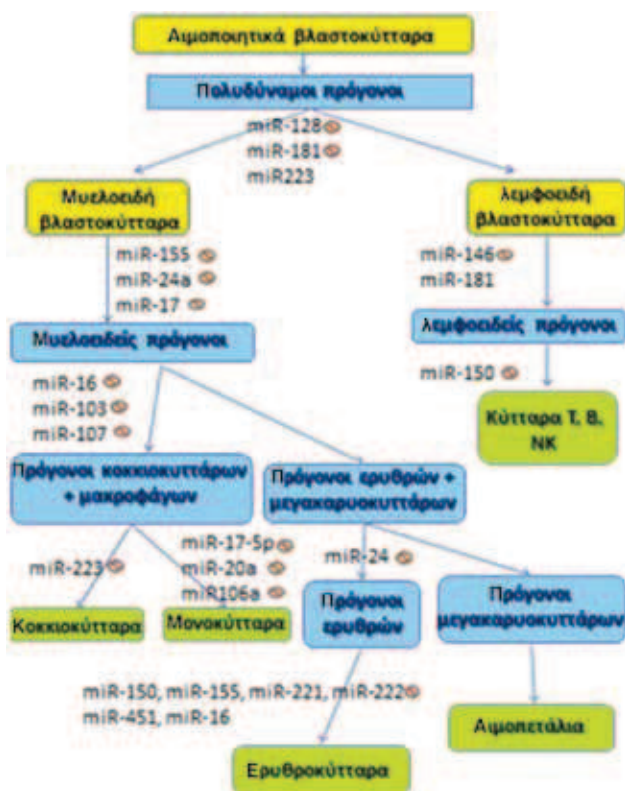 Αιμοποιητικά βλαστοκύτταρα
Πολυδύναμοι πρόγονοι
miR-128
miR-181
miR223
Μυελοειδή
βλαστοκύτταρα
λεμφοειδή
βλαστοκύτταρα
miR-155
miR-24a
miR-17
miR-146
miR-181
Μυελοειδείς πρόγονοι
λεμφοειδείς πρόγονοι
miR-16
miR-103
miR-107
miR-150
Κύτταρα Τ, Β,
ΝΚ
Πρόγονοι κοκκιοκυττάρων
+ μακροφάγων
Πρόγονοι ερυθρών +
μεγακαρυοκυττάρων
miR-223
miR-17-5p
miR-20a
miR106a
miR-24
Κοκκιοκύτταρα
Μονοκύτταρα
Πρόγονοι
ερυθρών
Πρόγονοι
μεγακαρυοκυττάρων
miR-150, miR-155, miR-221, miR-222
miR-451, miR-16
Ερυθροκύτταρα
Αιμοπετάλια